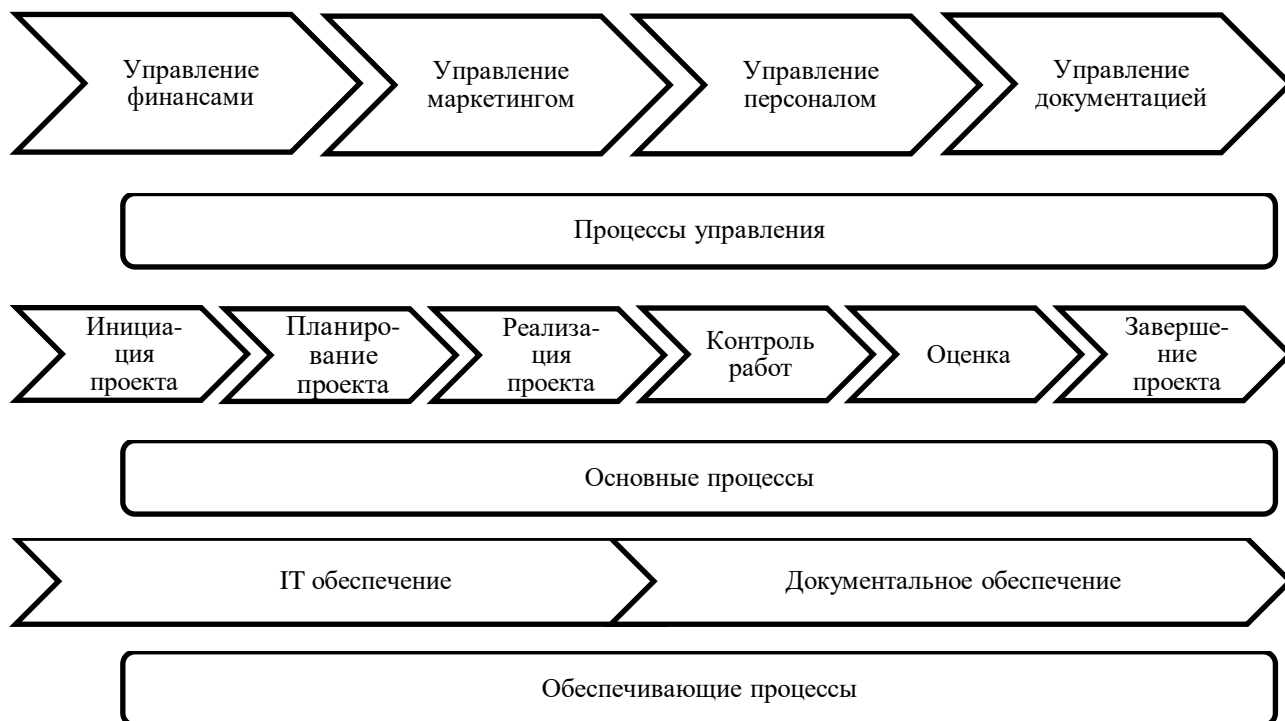 Управление
финансами
Управление
маркетингом
Управление
персоналом
Управление
документацией
Процессы управления
Инициа-
ция
проекта
Планиро-
вание
проекта
Реализа-
ция
проекта
Контроль
работ
Оценка
Заверше-
ние
проекта
Основные процессы
IT обеспечение
Документальное обеспечение
Обеспечивающие процессы